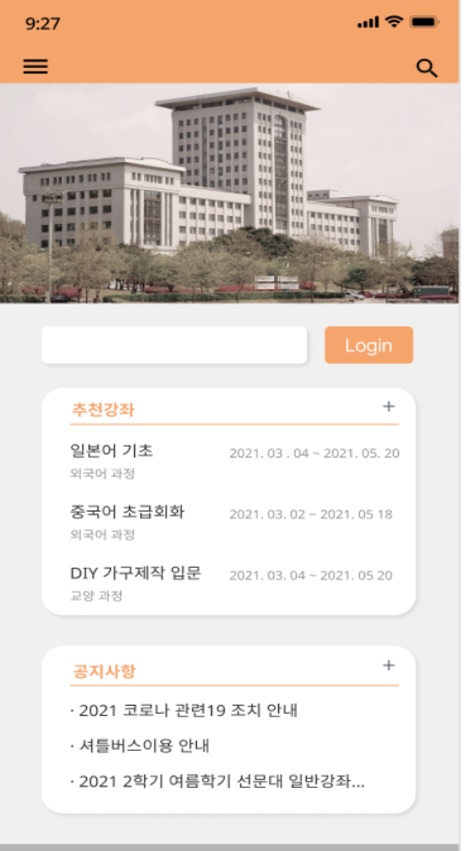 9:27
Login
추천강좌 +
일본어 기초 2021. 03 . 04 ~ 2021. 05. 20
외국어 과정
중국어 초급회화 2021. 03. 02 ~ 2021. 05 18
외국어 과정
DIY 가구제작 입문 2021. 03. 04 ~ 2021. 05 20
교양 과정
공지사항 +
· 2021 코로나 관련19 조치 안내
· 셔틀버스이용 안내
· 2021 2학기 여름학기 선문대 일반강좌...